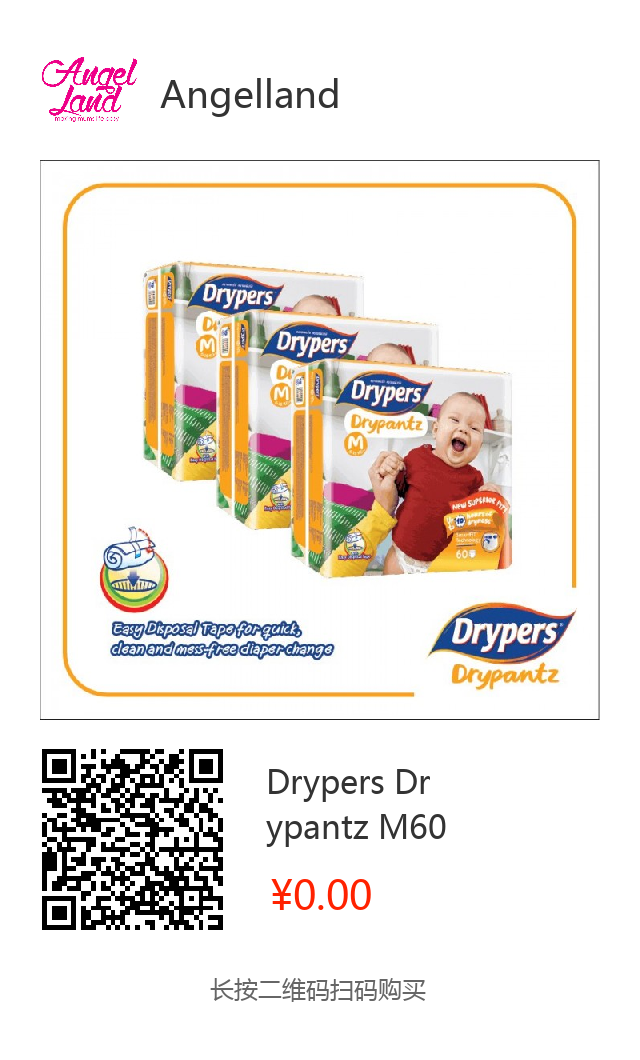 Angel
Land
Angelland
Drypers
M
Drypers
M
Drypers
Drypantz
M
60
Easy Disposal Tape for quick,
clean and mess-free diaper change
Drypers
Drypantz
Drypers Dr
ypantz M60
¥0.00
长按二维码扫码购买